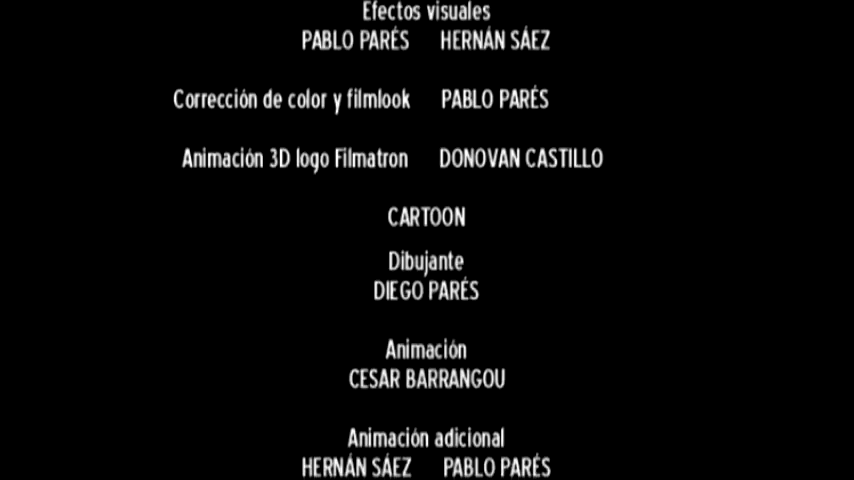 Efectos visuales
PABLO PARÉS HERNÁN SÁEZ
Corrección de color y filmlook PABLO PARÉS
Animación 3D logo Filmatron DONOVAN CASTILLO
CARTOON
Dibujante
DIEGO PARÉS
Animación
CESAR BARRANGOU
Animación adicional
HERNÁN SÁEZ PABLO PARÉS